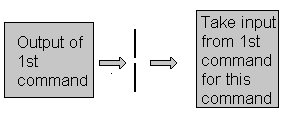 Output of
1st
command
Take input
from 1st
command
for this
command